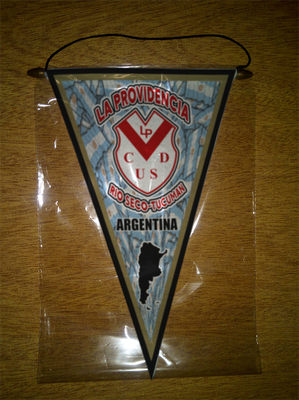 LA PROVIDENCIA
LP
C D
U S
RIO SECO-TUCUMAN
ARGENTINA